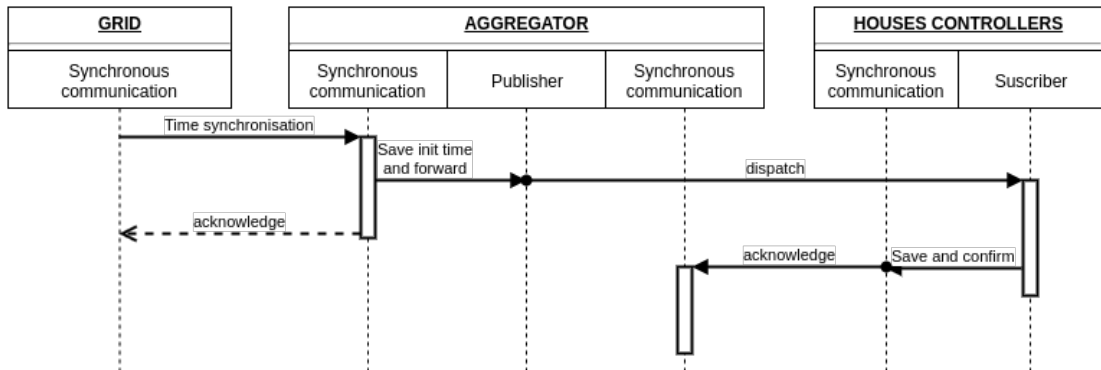 GRID
AGGREGATOR
HOUSES CONTROLLERS
Synchronous
communication
Synchronous
communication
Publisher
Synchronous
communication
Synchronous
communication
Suscriber
Time synchronisation
Save init time
and forward
dispatch
acknowledge
acknowledge
Save and confirm